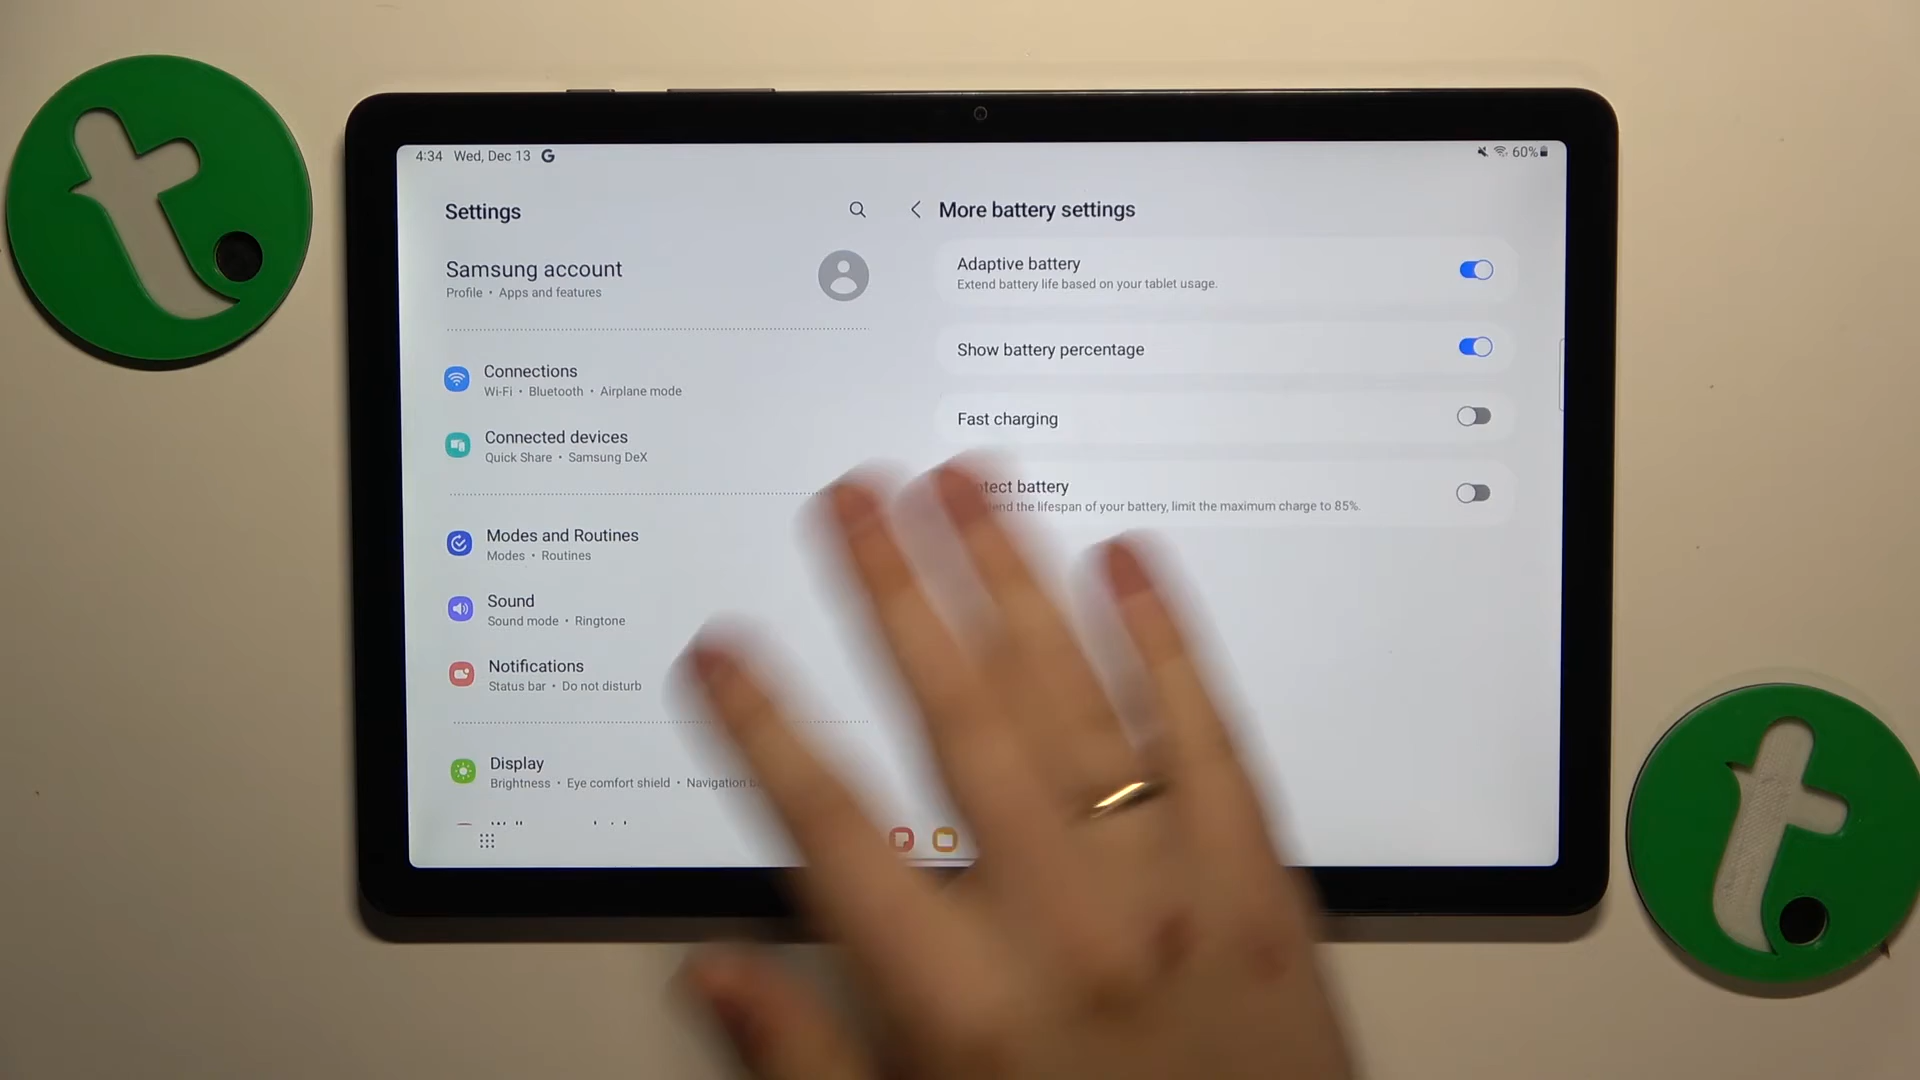 4:34 Wed, Dec 13 G
60%
Settings
Samsung account
Profile • Apps and features
Connections
Wi-Fi • Bluetooth • Airplane mode
Connected devices
Quick Share • Samsung DeX
Modes and Routines
Modes • Routines
Sound
Sound mode • Ringtone
Notifications
Status bar • Do not disturb
Display
Brightness • Eye comfort shield • Navigation
More battery settings
Adaptive battery
Extend battery life based on your tablet usage.
Show battery percentage
Fast charging
battery
the lifespan of your battery, limit the maximum charge to 85%.
t
t